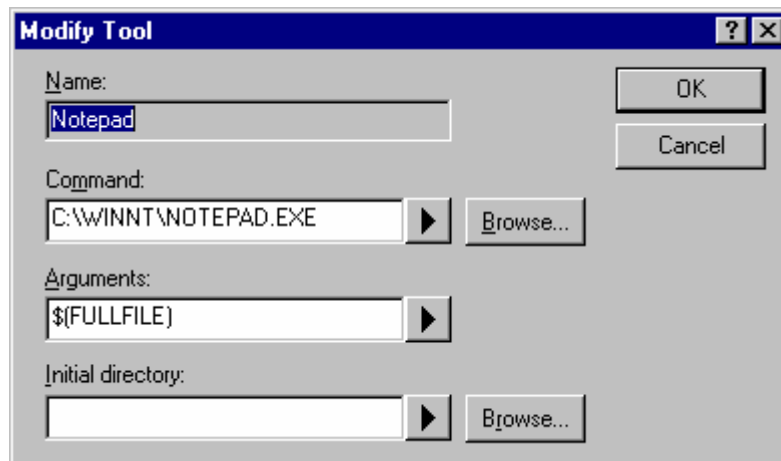 Modify Tool
Name:
OK
Notepad
Cancel
Command:
C:\WINNT\NOTEPAD.EXE
Browse...
Arguments:
$(FULLFILE)
Initial directory:
Browse...